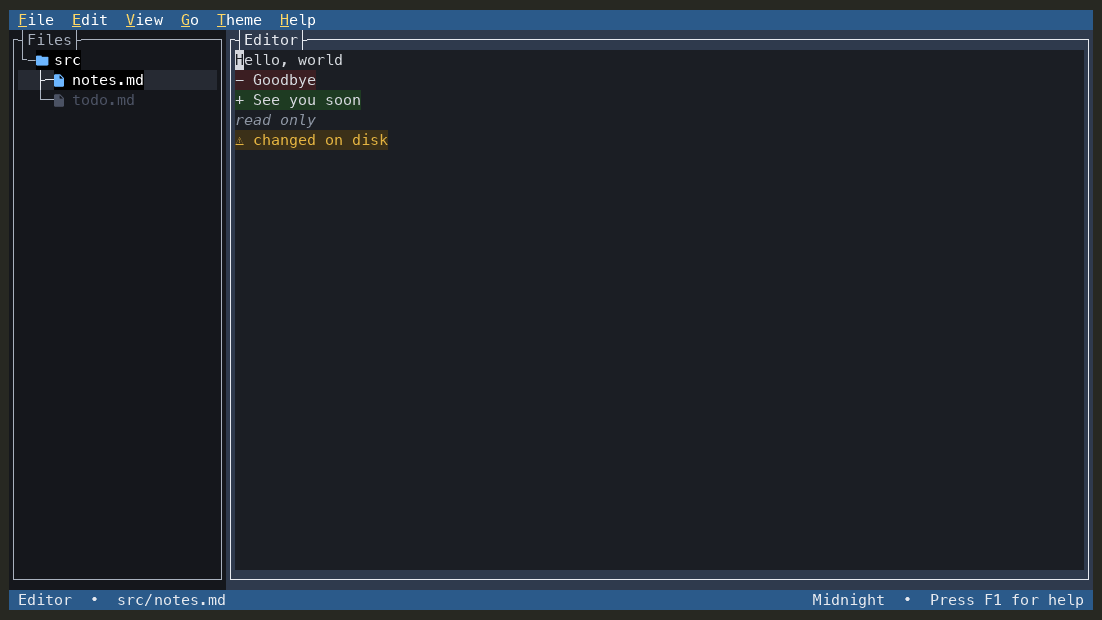 File Edit View Go Theme Help
Files
Editor
src
notes.md
todo.md
Hello, world
- Goodbye
+ See you soon
read only
⚠ changed on disk
Editor • src/notes.md
Midnight • Press F1 for help